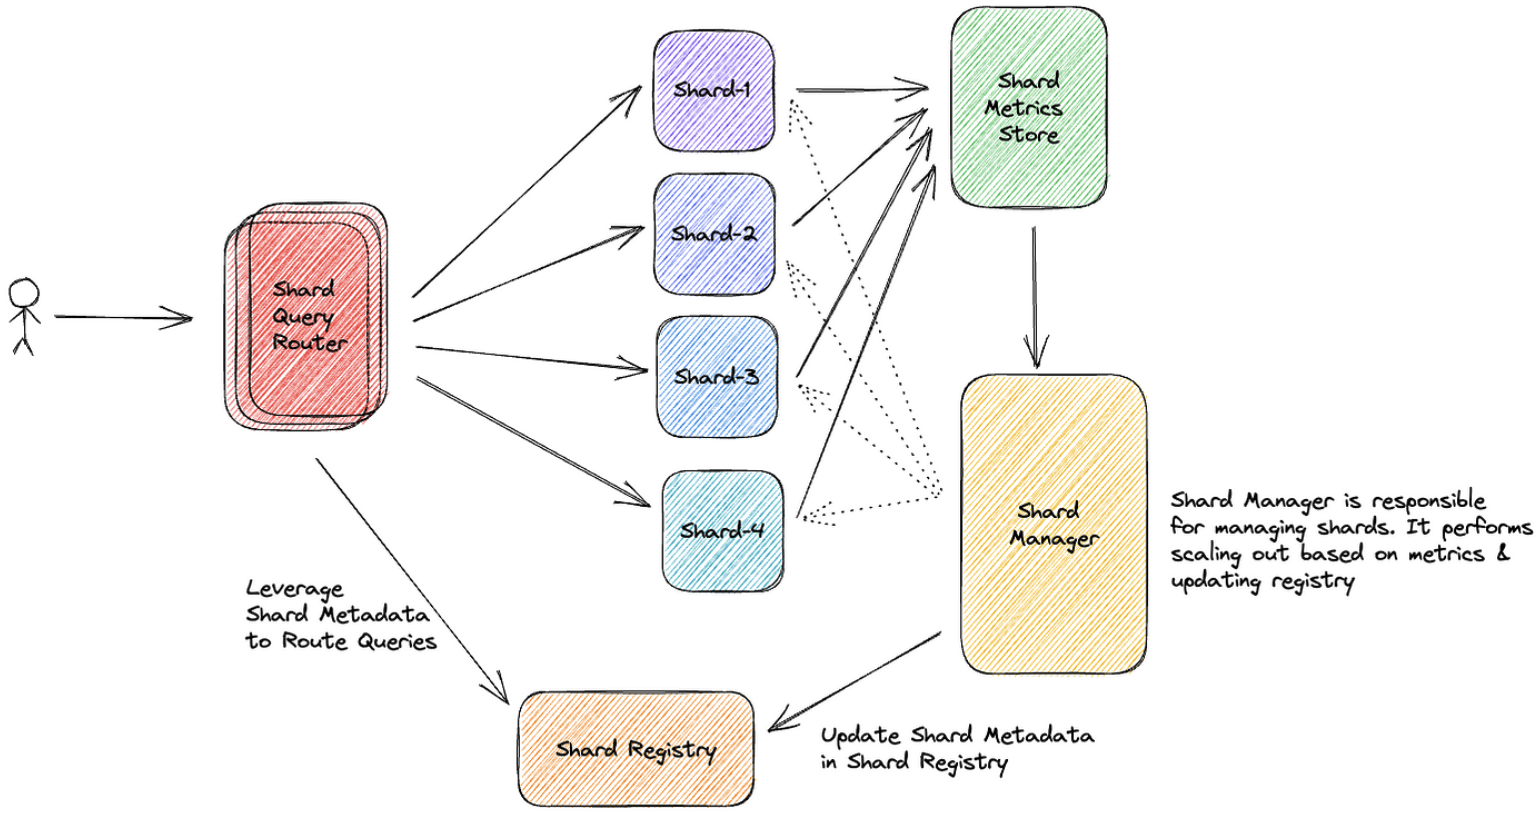 Shard-1
Shard
Metrics
Store
Shard-2
Shard
Query
Router
Shard-3
Shard-4
Shard
Manager
Shard Manager is responsible
for managing shards. It performs
scaling out based on metrics &
updating registry
Leverage
Shard Metadata
to Route Queries
Shard Registry
Update Shard Metadata
in Shard Registry